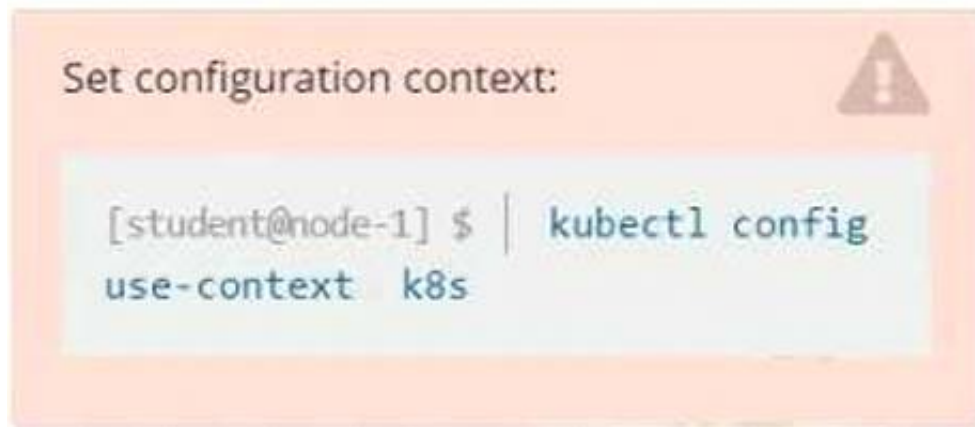 Set configuration context:
[student@node-1] $ | kubectl config
use-context k8s